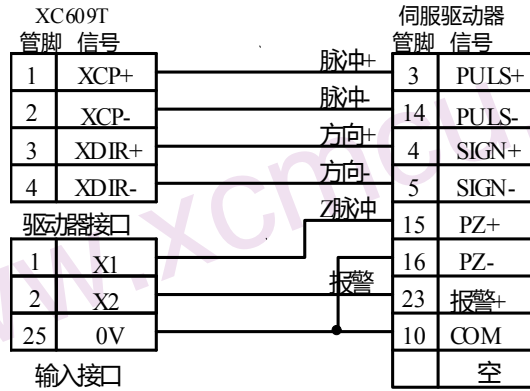 XC609T 伺服驱动器
管脚 信号 管脚 信号
1 XCP+ 脉冲+ 3 PULS+
2 XCP- 脉冲- 14 PULS-
3 XDIR+ 方向+ 4 SIGN+
4 XDIR- 方向- 5 SIGN-
驱动器接口 Z脉冲 15 PZ+
1 X1 16 PZ-
2 X2 报警 23 报警+
25 0V 10 COM
输入接口 空
www.xcmcu